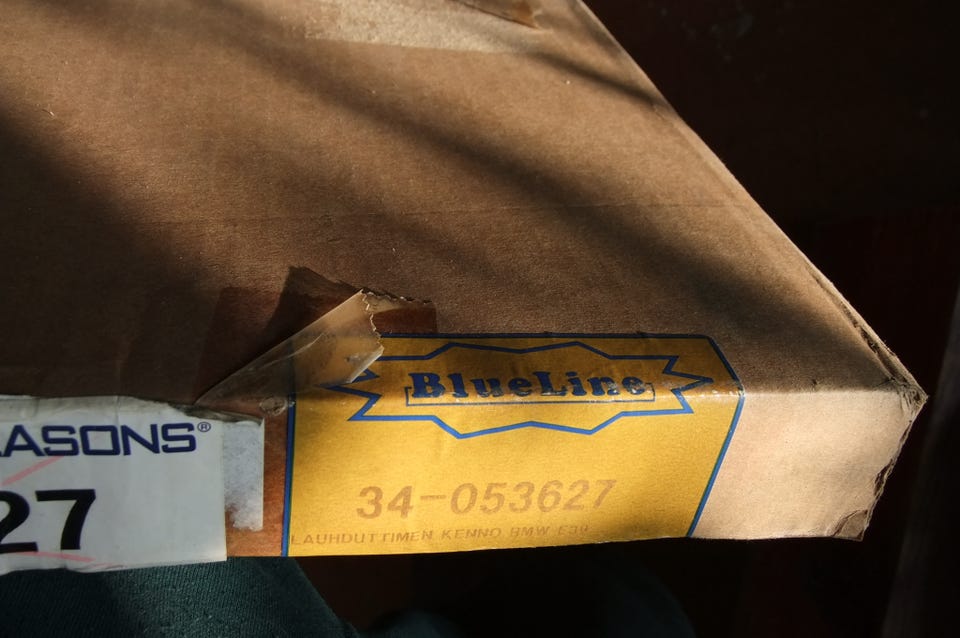 ASONS®
27
BlueLine
34-053627
LAUHDUTTIMEN KENNO BMW E30